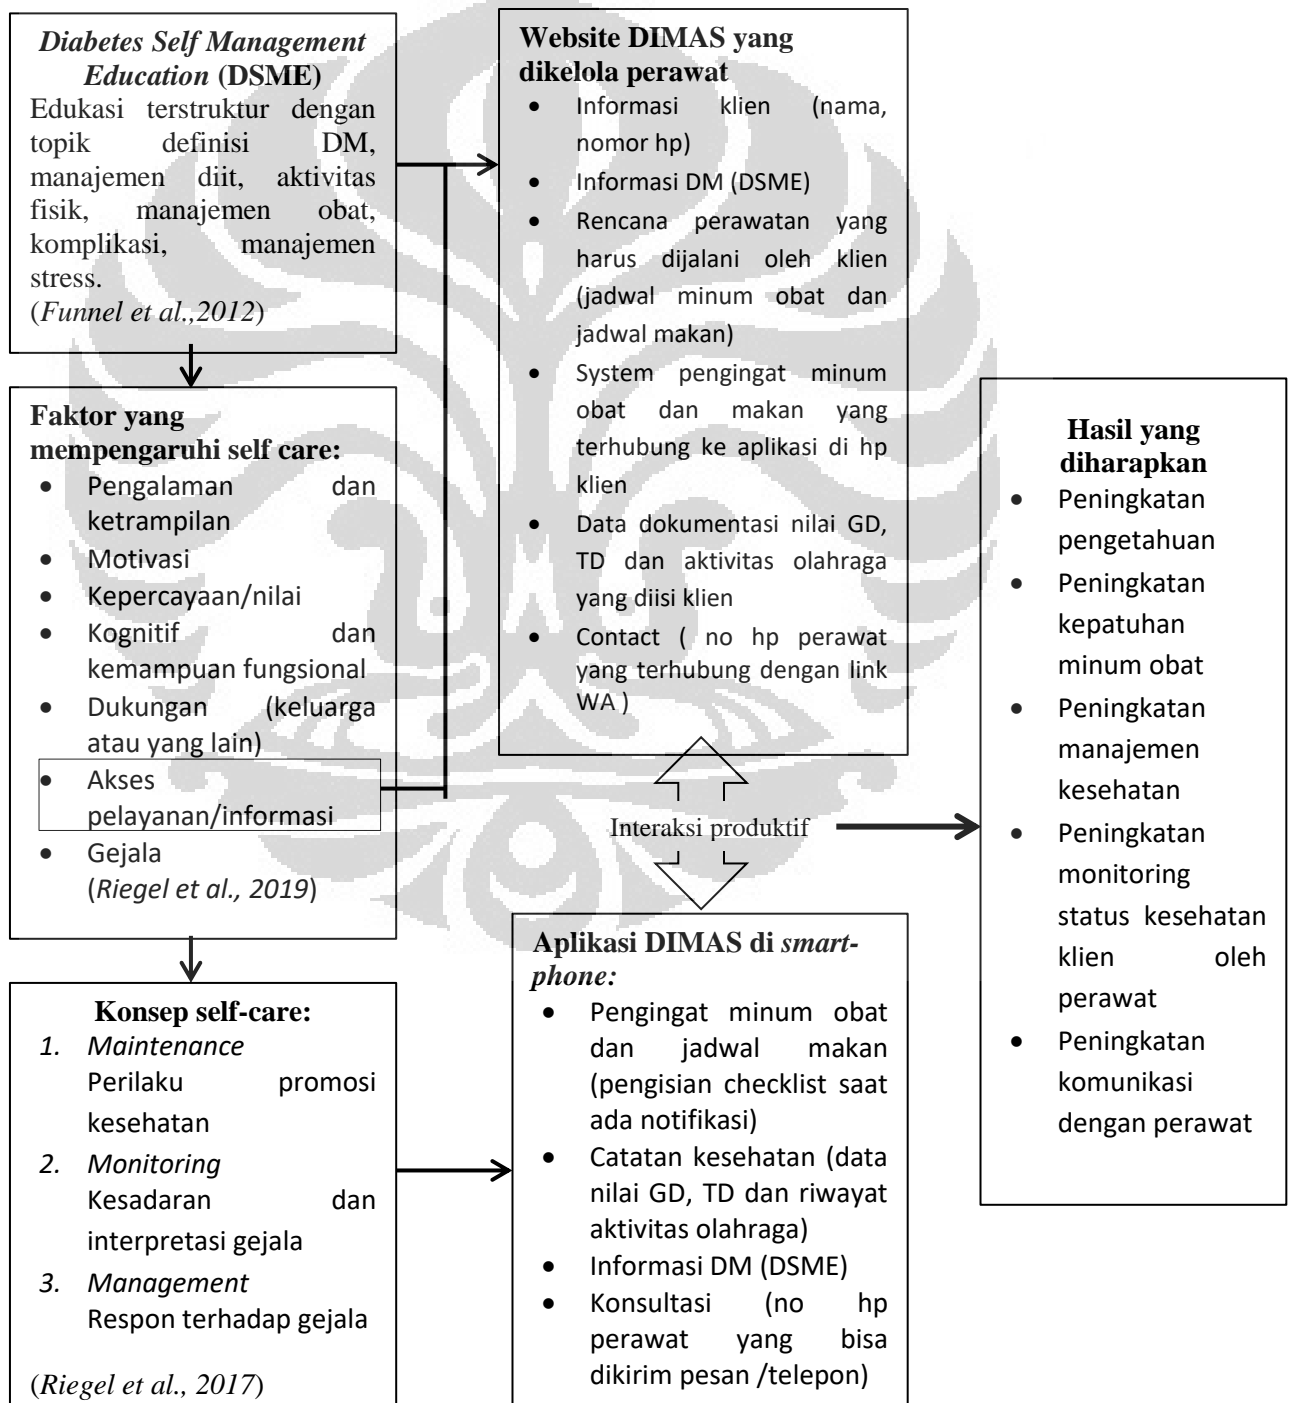 Diabetes Self Management
Education (DSME)
Edukasi terstruktur dengan
topik definisi DM,
manajemen diit, aktivitas
fisik, manajemen obat,
komplikasi, manajemen
stress.
(Funnel et al.,2012)
Faktor yang
mempengaruhi self care:
• Pengalaman dan
ketrampilan
• Motivasi
• Kepercayaan/nilai
• Kognitif dan
kemampuan fungsional
• Dukungan (keluarga
atau yang lain)
• Akses
pelayanan/informasi
• Gejala
(Riegel et al., 2019)
Konsep self-care:
1. Maintenance
Perilaku promosi
kesehatan
2. Monitoring
Kesadaran dan
interpretasi gejala
3. Management
Respon terhadap gejala
(Riegel et al., 2017)
Website DIMAS yang
dikelola perawat
• Informasi klien (nama,
nomor hp)
• Informasi DM (DSME)
• Rencana perawatan yang
harus dijalani oleh klien
(jadwal minum obat dan
jadwal makan)
• System pengingat minum
obat dan makan yang
terhubung ke aplikasi di hp
klien
• Data dokumentasi nilai GD,
TD dan aktivitas olahraga
yang diisi klien
• Contact ( no hp perawat
yang terhubung dengan link
WA )
Interaksi produktif
Aplikasi DIMAS di smart-
phone:
• Pengingat minum obat
dan jadwal makan
(pengisian checklist saat
ada notifikasi)
• Catatan kesehatan (data
nilai GD, TD dan riwayat
aktivitas olahraga)
• Informasi DM (DSME)
• Konsultasi (no hp
perawat yang bisa
dikirim pesan /telepon)
Hasil yang
diharapkan
• Peningkatan
pengetahuan
• Peningkatan
kepatuhan
minum obat
• Peningkatan
manajemen
kesehatan
• Peningkatan
monitoring
status kesehatan
klien oleh
perawat
• Peningkatan
komunikasi
dengan perawat